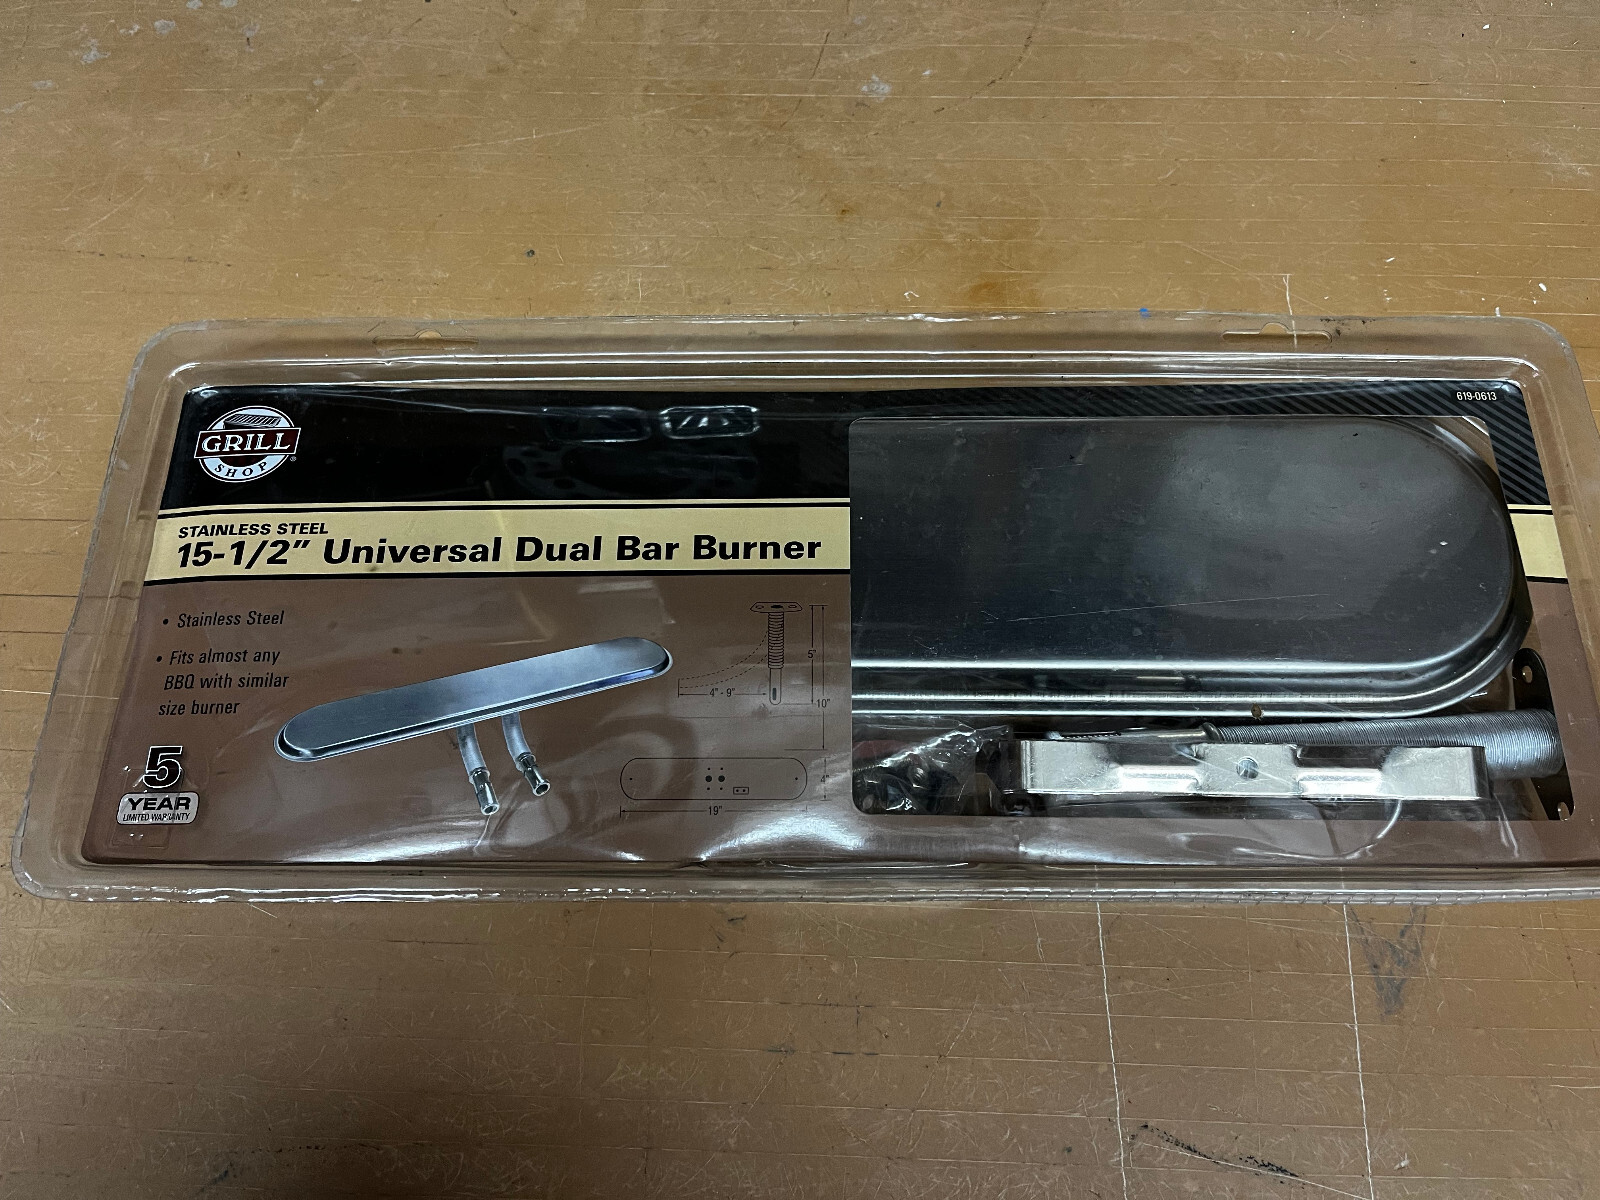 619-0613
GRILL
SHOP
®
STAINLESS STEEL
15-1/2" Universal Dual Bar Burner
• Stainless Steel
• Fits almost any
BBQ with similar
size burner
5
YEAR
LIMITED WARRANTY
5"
4" - 9"
10"
4"
19"